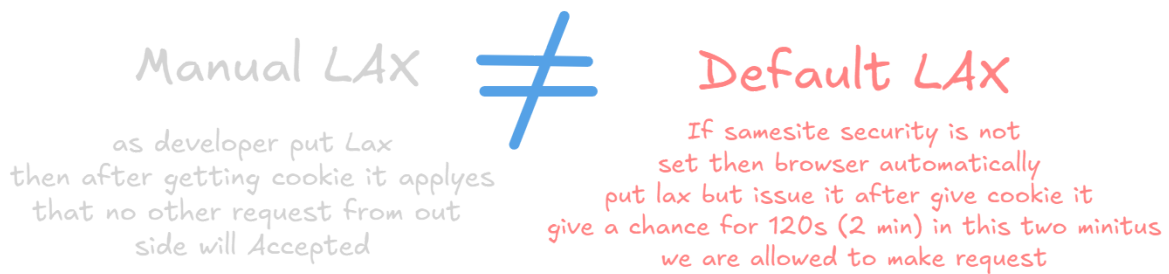 Manual LAX
as developer put Lax
then after getting cookie it applyes
that no other request from out
side will Accepted
≠
Default LAX
If samesite security is not
set then browser automatically
put lax but issue it after give cookie it
give a chance for 120s (2 min) in this two minitus
we are allowed to make request